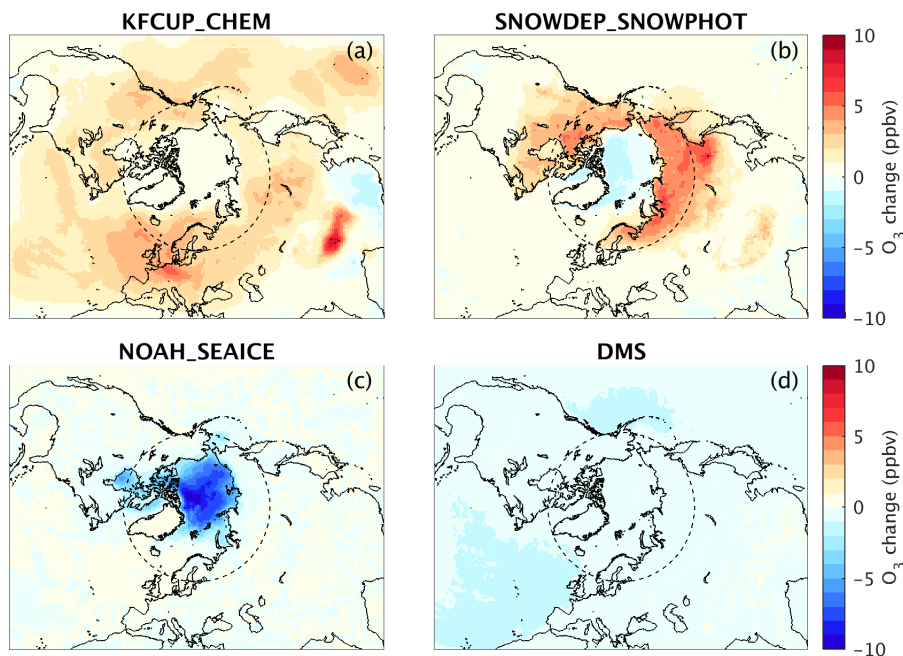 KFCUP_CHEM
SNOWDEP_SNOWPHOT
(a)
(b)
10
5
0
−5
−10
O3 change (ppbv)
NOAH_SEAICE
DMS
(c)
(d)
10
5
0
−5
−10
O3 change (ppbv)